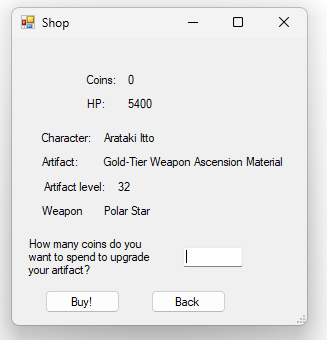 Shop
Coins: 0
HP: 5400
Character: Arataki Itto
Artifact: Gold-Tier Weapon Ascension Material
Artifact level: 32
Weapon Polar Star
How many coins do you
want to spend to upgrade
your artifact?
Buy! Back